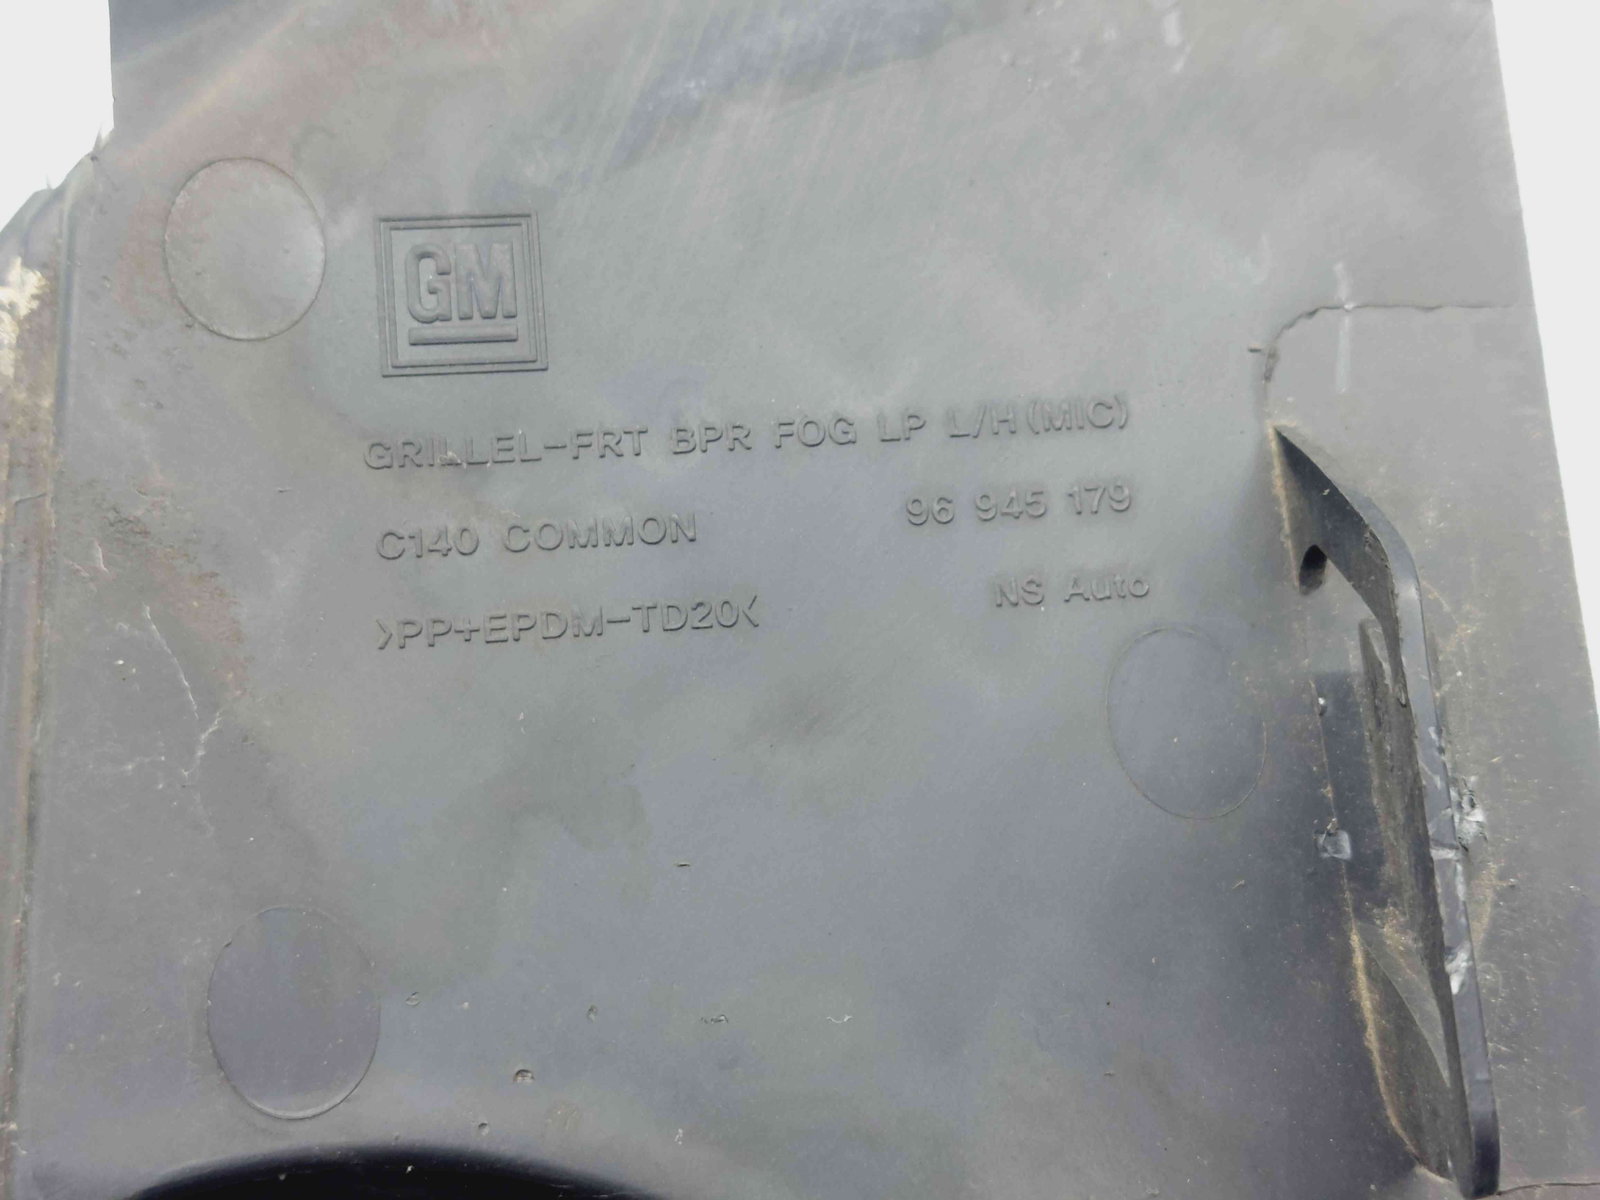 GM
GRILLEL-FRT BPR FOG LP L/H (MIC)
C140 COMMON 96 945 179
>PP+EPDM-TD20< NS Auto